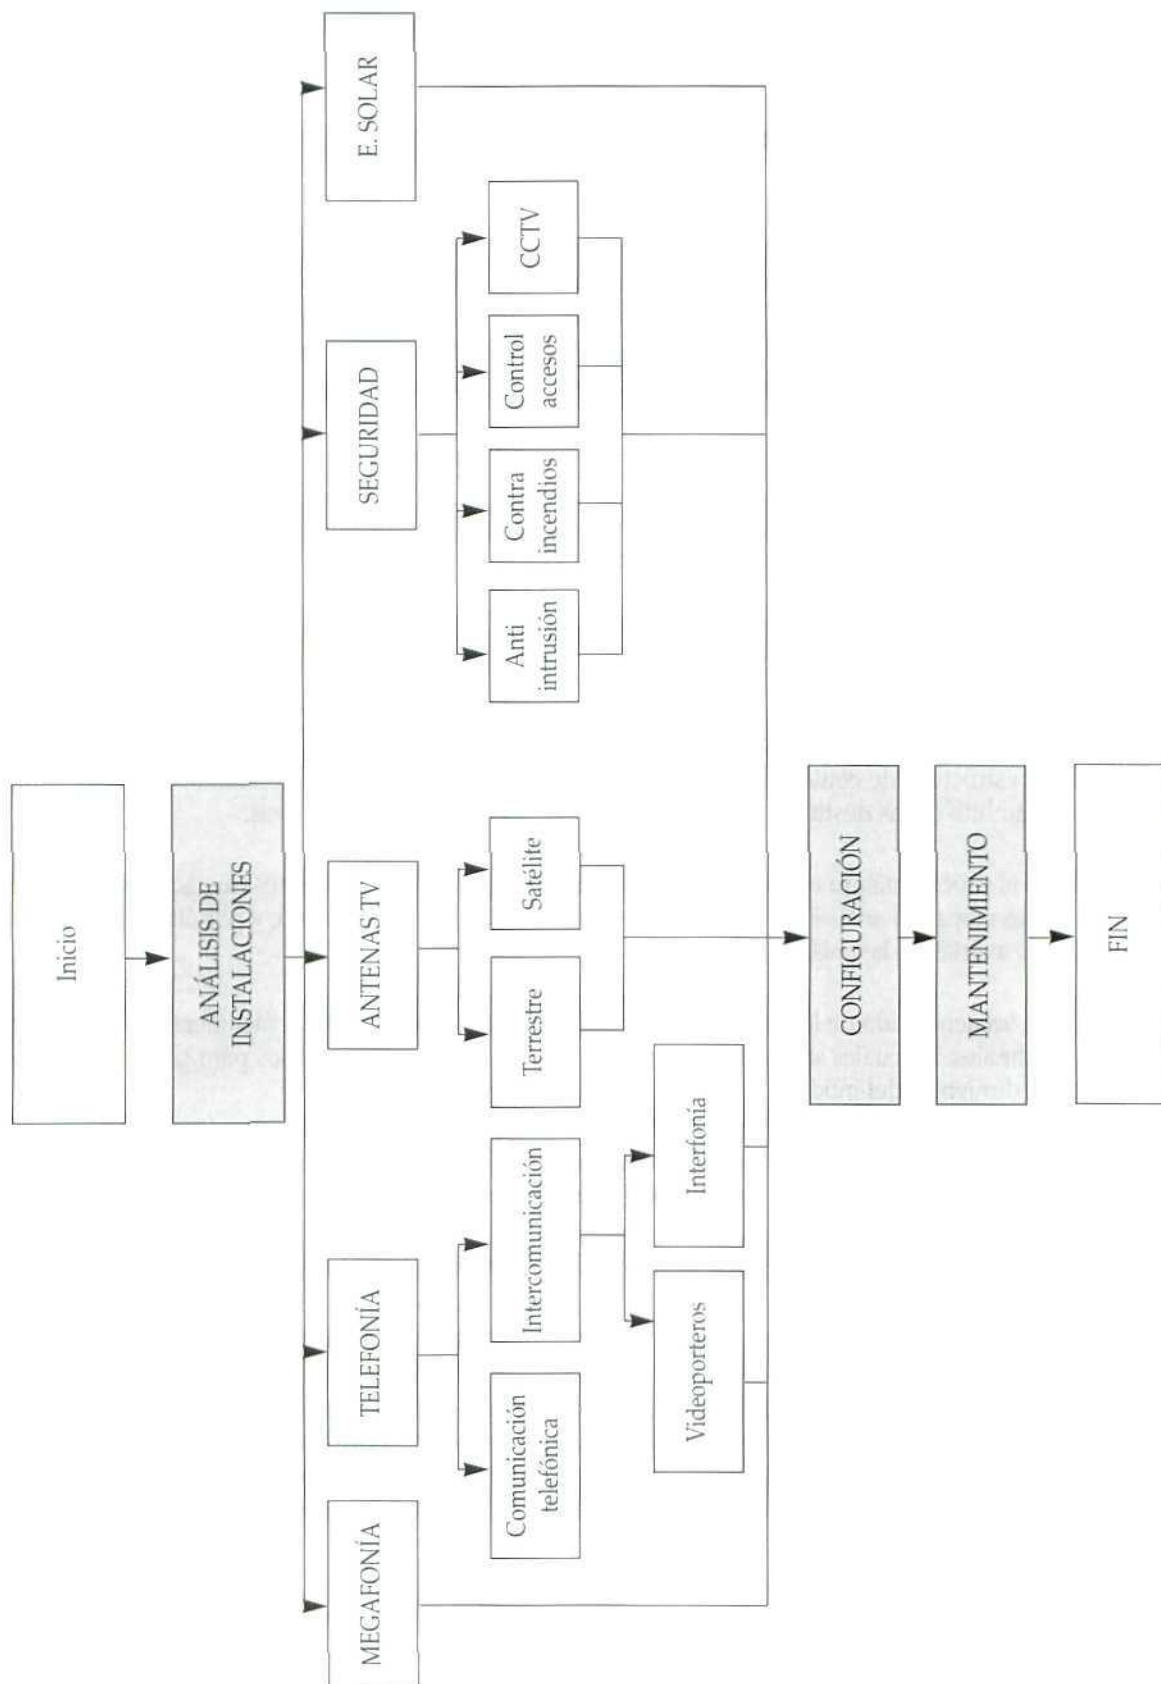 Inicio
ANÁLISIS DE
INSTALACIONES
MEGAFONÍA
TELEFONÍA
ANTENAS TV
SEGURIDAD
E. SOLAR
Comunicación
telefónica
Intercomunicación
Terrestre
Satélite
Anti
intrusión
Contra
incendios
Control
accesos
CCTV
Videoporteros
Interfonía
CONFIGURACIÓN
MANTENIMIENTO
FIN